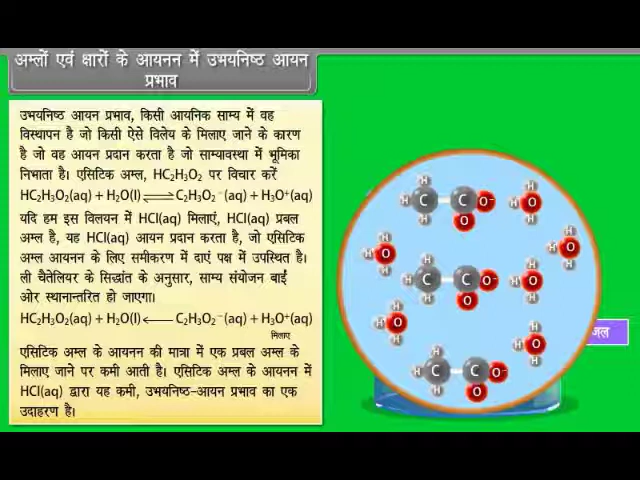 अम्लों एवं क्षारों के आयनन में उभयनिष्ठ आयन
प्रभाव
उभयनिष्ठ आयन प्रभाव, किसी आयनिक साम्य में वह
विस्थापन है जो किसी ऐसे विलेय के मिलाए जाने के कारण
है जो वह आयन प्रदान करता है जो साम्यावस्था में भूमिका
निभाता है। एसिटिक अम्ल, HC₂H₃O₂ पर विचार करें
HC₂H₃O₂(aq) + H₂O(l) ⇌ C₂H₃O₂⁻(aq) + H₃O⁺(aq)
यदि हम इस विलयन में HCl(aq) मिलाएं, HCl(aq) प्रबल
अम्ल है, यह HCl(aq) आयन प्रदान करता है, जो एसिटिक
अम्ल आयनन के लिए समीकरण में दाएं पक्ष में उपस्थित है।
ली चैतेलियर के सिद्धांत के अनुसार, साम्य संयोजन बाईं
ओर स्थानान्तरित हो जाएगा।
HC₂H₃O₂(aq) + H₂O(l) ⟵ C₂H₃O₂⁻(aq) + H₃O⁺(aq)
मिलाए
एसिटिक अम्ल के आयनन की मात्रा में एक प्रबल अम्ल के
मिलाए जाने पर कमी आती है। एसिटिक अम्ल के आयनन में
HCl(aq) द्वारा यह कमी, उभयनिष्ठ-आयन प्रभाव का एक
उदाहरण है।
H
H C C O⁻
H O
H O H
H O H
H O H
H
H C C O⁻
H O
H O H
H O H
H O H
H
H C C O⁻
H O
जल